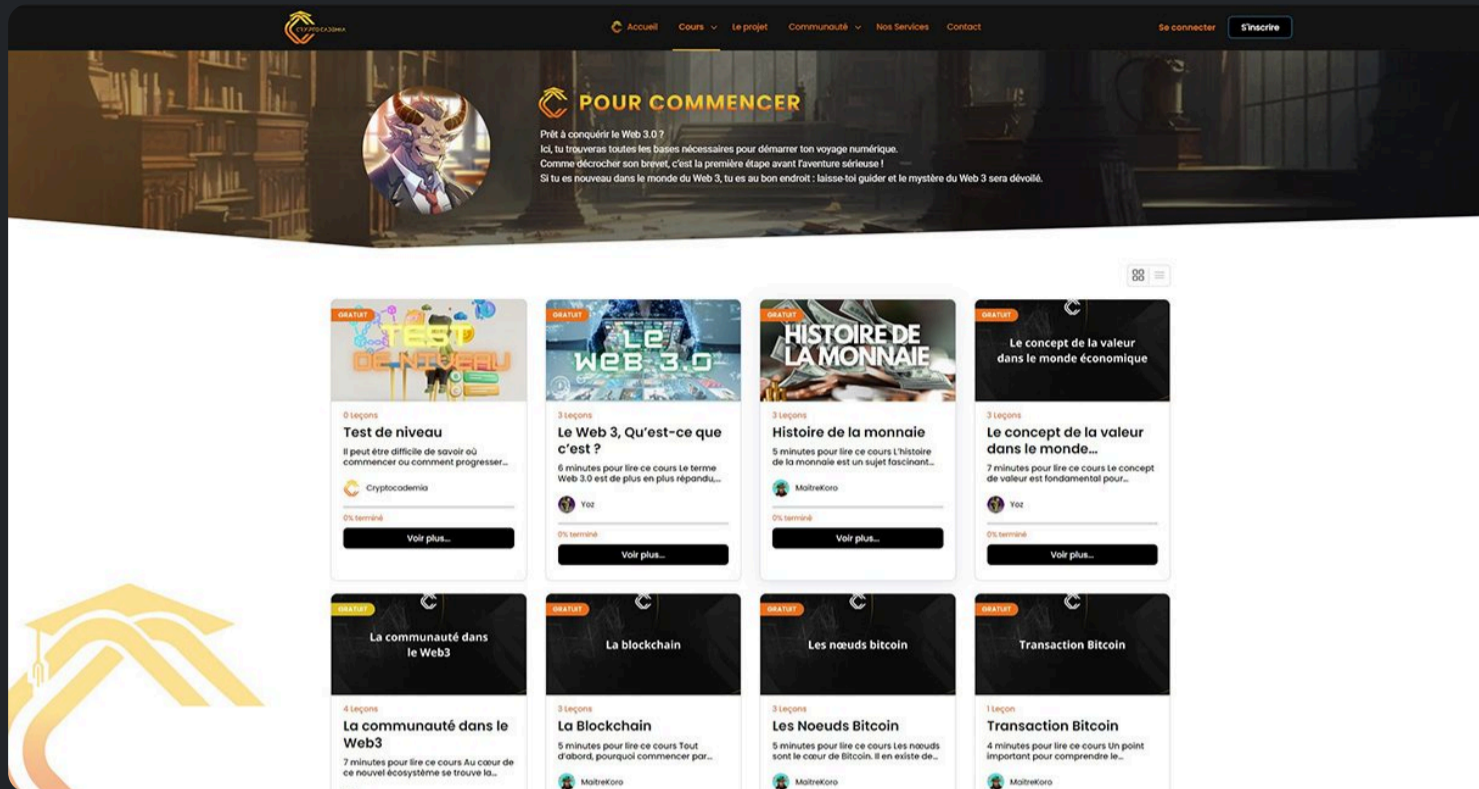 CRYPTOCADEMIA
Accueil
Cours
Le projet
Communauté
Nos Services
Contact
Se connecter
S'inscrire
POUR COMMENCER
Prêt à conquérir le Web 3.0 ?
Ici, tu trouveras toutes les bases nécessaires pour démarrer ton voyage numérique.
Comme décrocher son brevet, c'est la première étape avant l'aventure sérieuse !
Si tu es nouveau dans le monde du Web 3, tu es au bon endroit : laisse-toi guider et le mystère du Web 3 sera dévoilé.
GRATUIT
TEST
DE NIVEAU
0 Leçons
Test de niveau
Il peut être difficile de savoir où
commencer ou comment progresser...
Cryptocademia
0% terminé
Voir plus...
GRATUIT
Le
WEB 3.0
3 Leçons
Le Web 3, Qu'est-ce que
c'est ?
6 minutes pour lire ce cours Le terme
Web 3.0 est de plus en plus répandu,...
Yoz
0% terminé
Voir plus...
GRATUIT
HISTOIRE DE
LA MONNAIE
3 Leçons
Histoire de la monnaie
5 minutes pour lire ce cours L'histoire
de la monnaie est un sujet fascinant...
MaitreKoro
0% terminé
Voir plus...
GRATUIT
Le concept de la valeur
dans le monde économique
3 Leçons
Le concept de la valeur
dans le monde...
7 minutes pour lire ce cours Le concept
de valeur est fondamental pour...
Yoz
0% terminé
Voir plus...
GRATUIT
La communauté dans
le Web3
4 Leçons
La communauté dans le
Web3
7 minutes pour lire ce cours Au cœur de
ce nouvel écosystème se trouve la...
GRATUIT
La blockchain
3 Leçons
La Blockchain
5 minutes pour lire ce cours Tout
d'abord, pourquoi commencer par...
MaitreKoro
GRATUIT
Les nœuds bitcoin
3 Leçons
Les Noeuds Bitcoin
5 minutes pour lire ce cours Les nœuds
sont le cœur de Bitcoin. Il en existe de...
MaitreKoro
GRATUIT
Transaction Bitcoin
1 Leçon
Transaction Bitcoin
4 minutes pour lire ce cours Un point
important pour comprendre le...
MaitreKoro